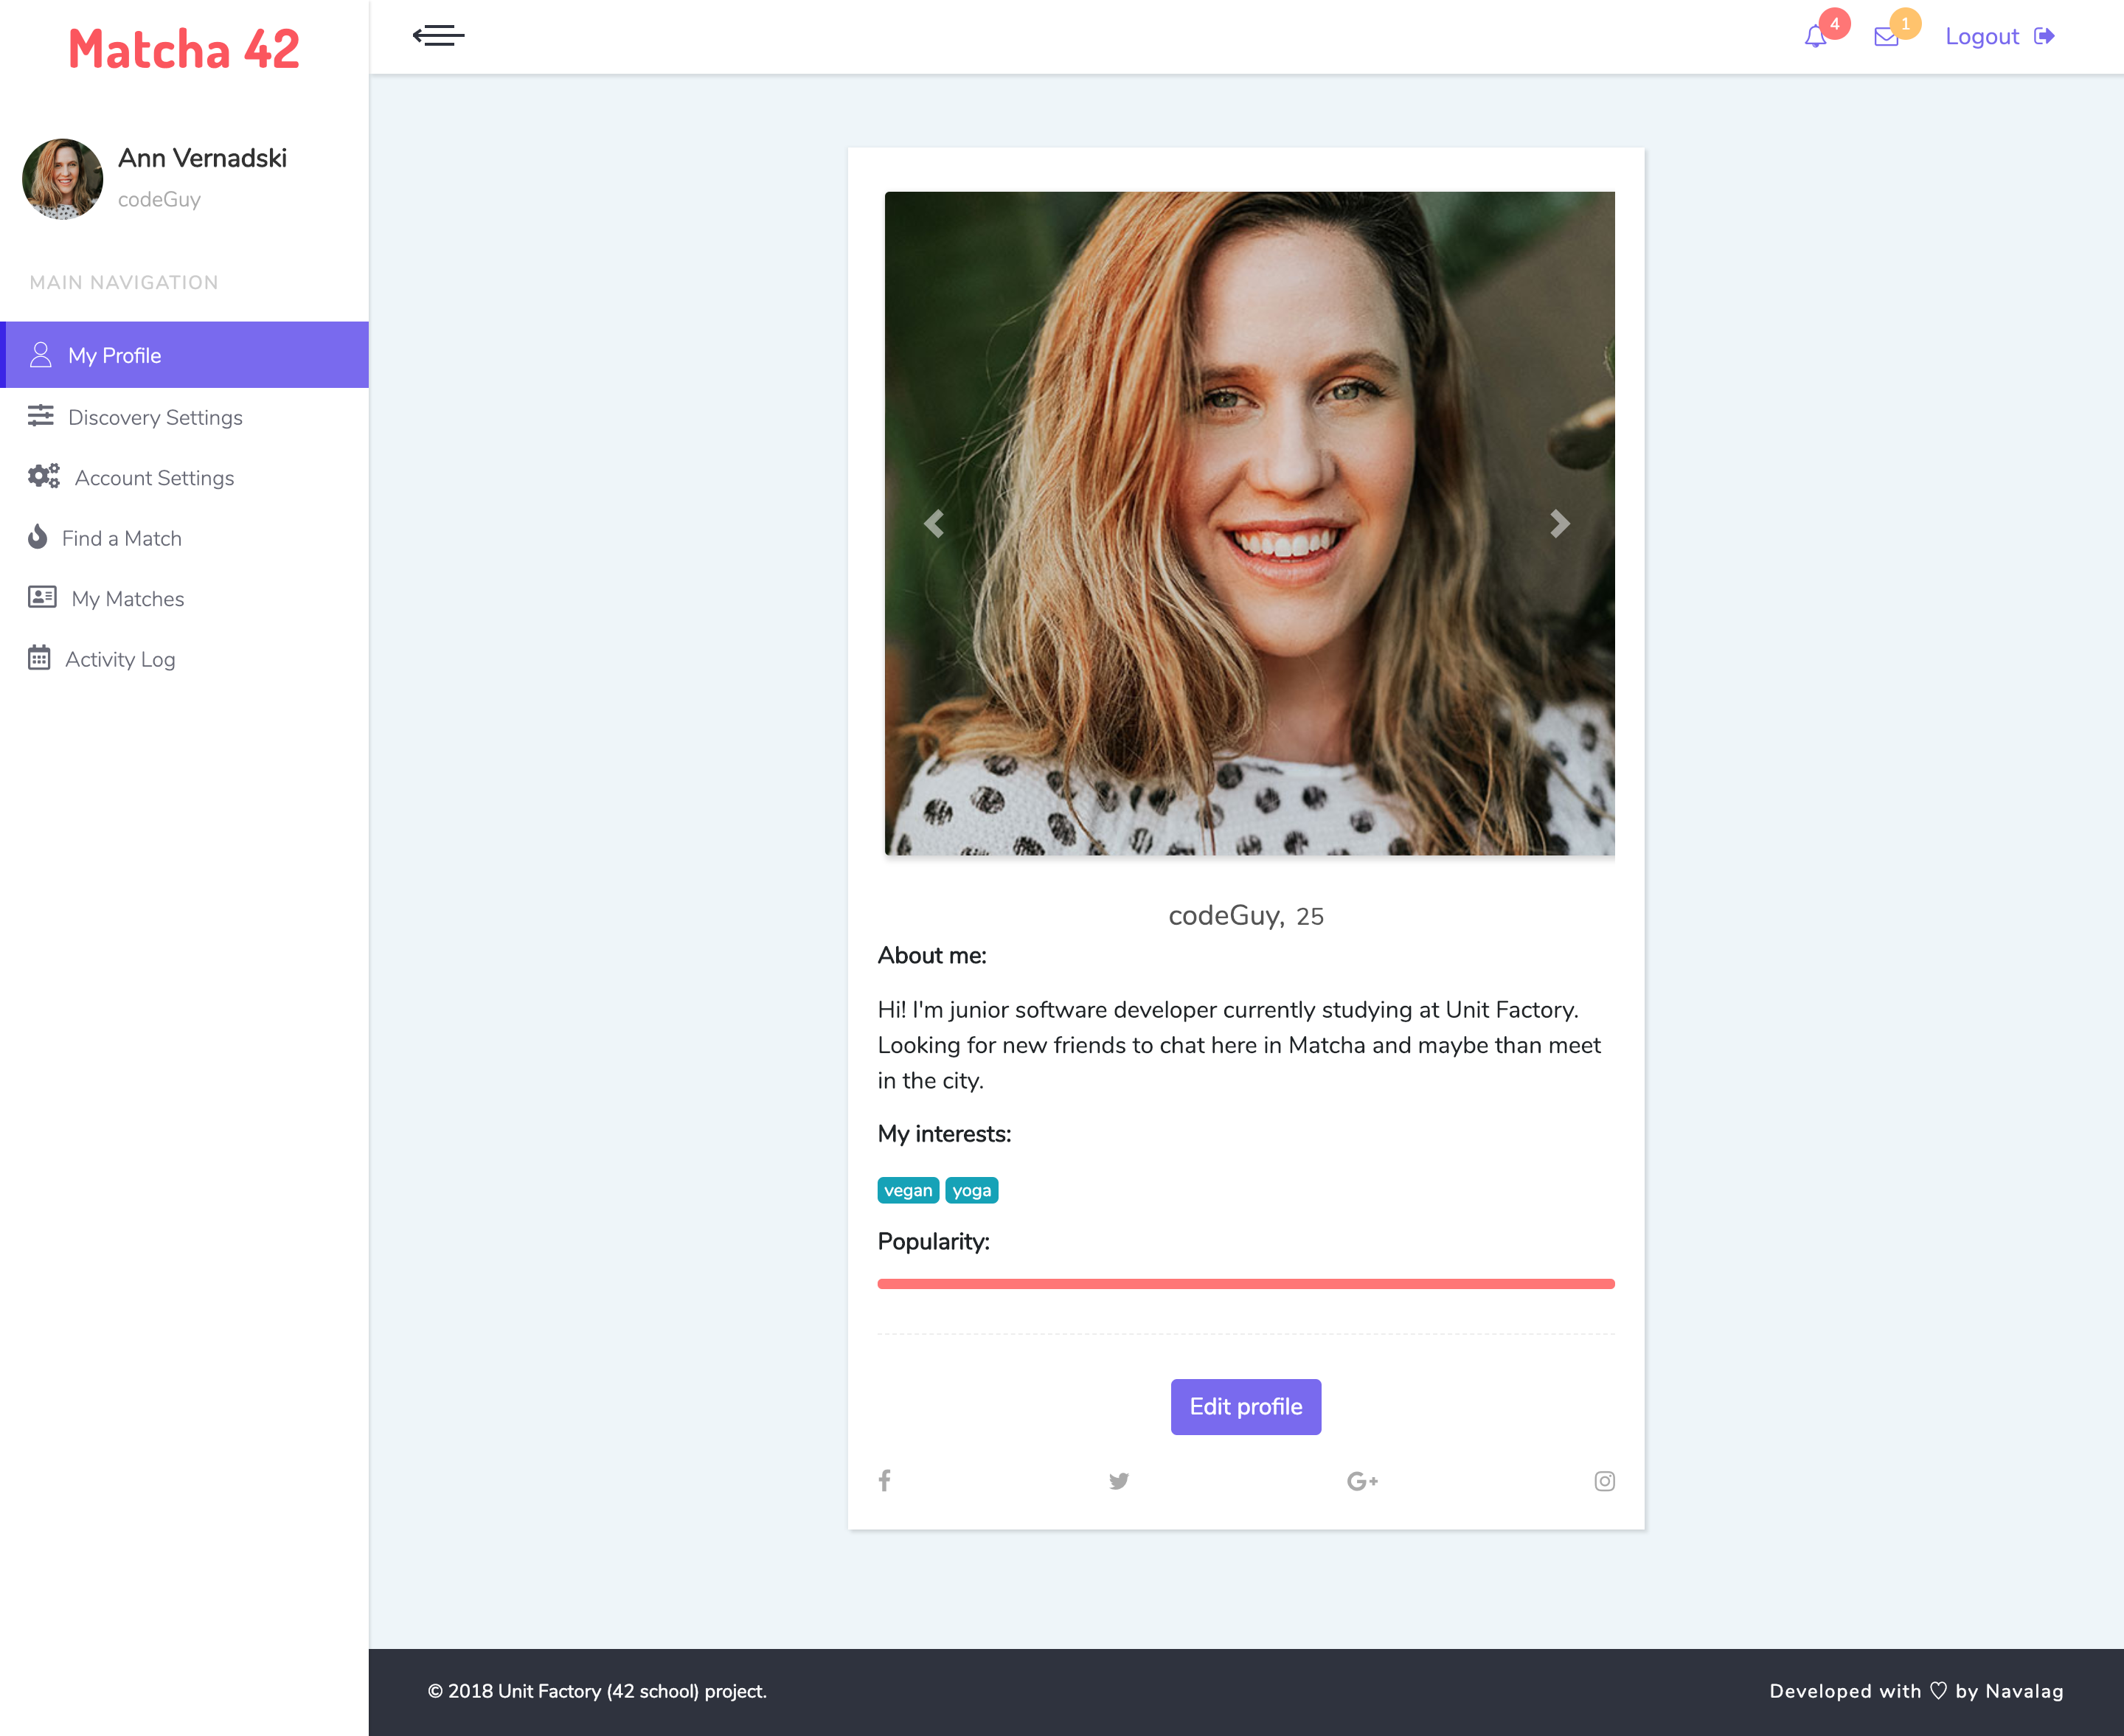 Matcha 42
4
1
Logout
Ann Vernadski
codeGuy
MAIN NAVIGATION
My Profile
Discovery Settings
Account Settings
Find a Match
My Matches
Activity Log
codeGuy, 25
About me:
Hi! I'm junior software developer currently studying at Unit Factory.
Looking for new friends to chat here in Matcha and maybe than meet
in the city.
My interests:
vegan yoga
Popularity:
Edit profile
© 2018 Unit Factory (42 school) project.
Developed with ♡ by Navalag